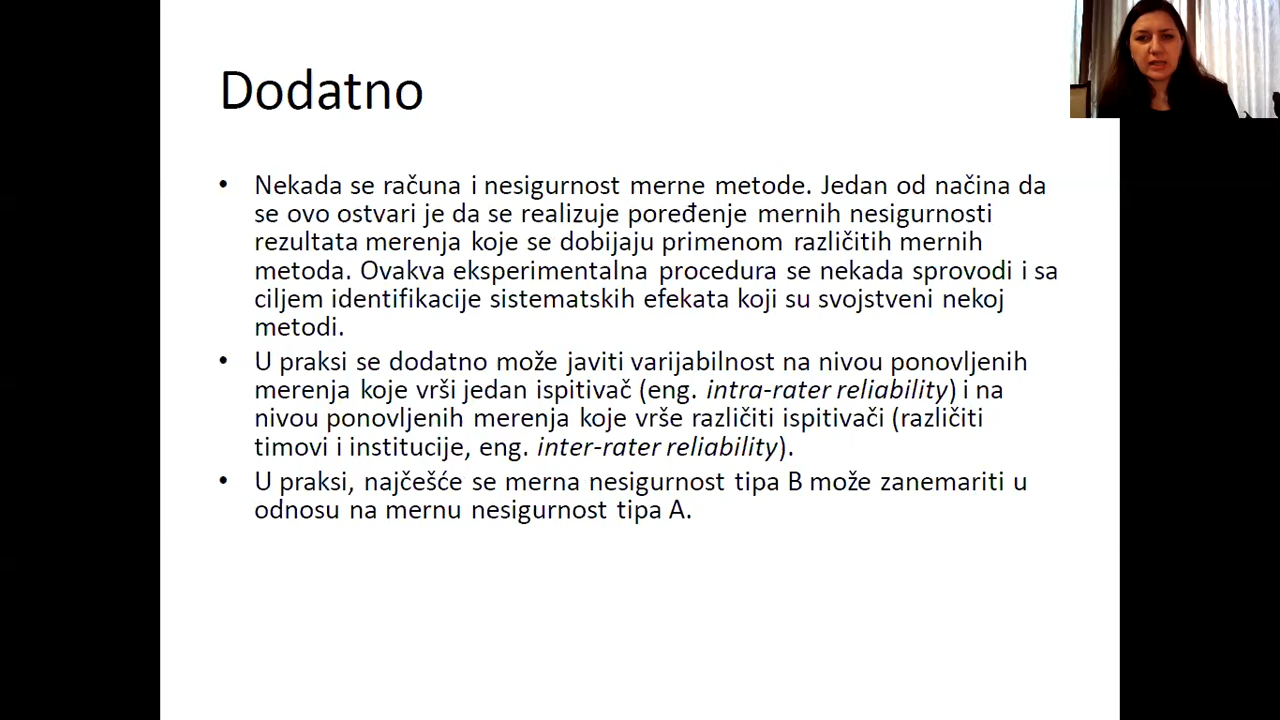 Dodatno
• Nekada se računa i nesigurnost merne metode. Jedan od načina da
se ovo ostvari je da se realizuje poređenje mernih nesigurnosti
rezultata merenja koje se dobijaju primenom različitih mernih
metoda. Ovakva eksperimentalna procedura se nekada sprovodi i sa
ciljem identifikacije sistematskih efekata koji su svojstveni nekoj
metodi.
• U praksi se dodatno može javiti varijabilnost na nivou ponovljenih
merenja koje vrši jedan ispitivač (eng. intra-rater reliability) i na
nivou ponovljenih merenja koje vrše različiti ispitivači (različiti
timovi i institucije, eng. inter-rater reliability).
• U praksi, najčešće se merna nesigurnost tipa B može zanemariti u
odnosu na mernu nesigurnost tipa A.